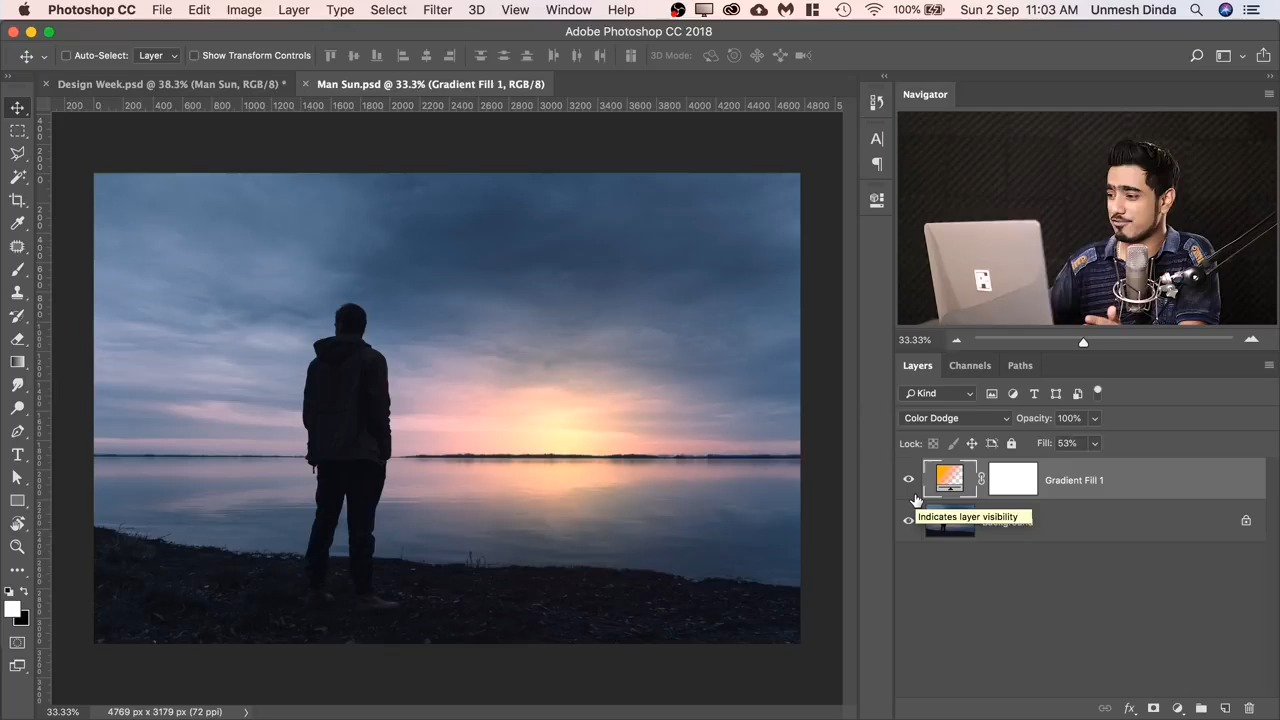 Photoshop CC File Edit Image Layer Type Select Filter 3D View Window Help 100% Sun 2 Sep 11:03 AM Unmesh Dinda
Adobe Photoshop CC 2018
Auto-Select: Layer Show Transform Controls 3D Mode:
Design Week.psd @ 38.3% (Man Sun, RGB/8) * Man Sun.psd @ 33.3% (Gradient Fill 1, RGB/8)
Navigator
200 0 200 400 600 800 1000 1200 1400 1600 1800 2000 2200 2400 2600 2800 3000 3200 3400 3600 3800 4000 4200 4400 4600 4800 5
33.33%
Layers Channels Paths
Kind
Color Dodge Opacity: 100%
Lock: Fill: 53%
Gradient Fill 1
Indicates layer visibility
33.33% 4769 px x 3179 px (72 ppi)